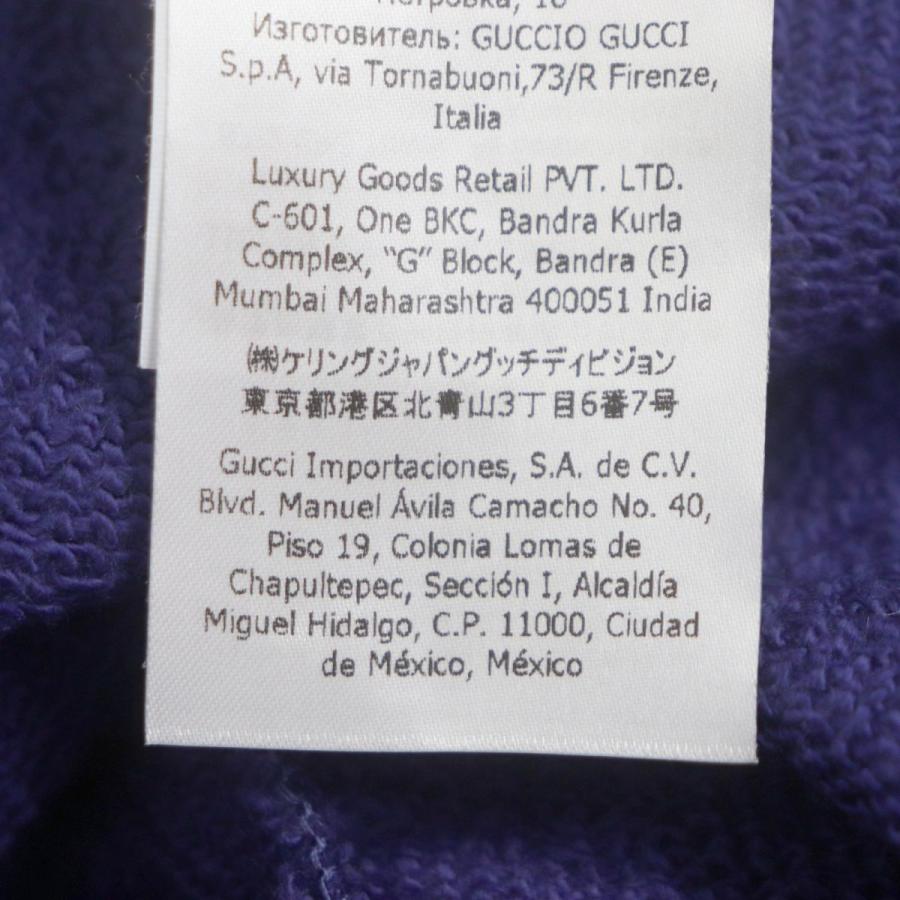 Петровка, 16
Изготовитель: GUCCIO GUCCI
S.p.A, via Tornabuoni,73/R Firenze,
Italia
Luxury Goods Retail PVT. LTD.
C-601, One BKC, Bandra Kurla
Complex, “G” Block, Bandra (E)
Mumbai Maharashtra 400051 India
㈱ケリングジャパングッチディビジョン
東京都港区北青山3丁目6番7号
Gucci Importaciones, S.A. de C.V.
Blvd. Manuel Ávila Camacho No. 40,
Piso 19, Colonia Lomas de
Chapultepec, Sección I, Alcaldía
Miguel Hidalgo, C.P. 11000, Ciudad
de México, México